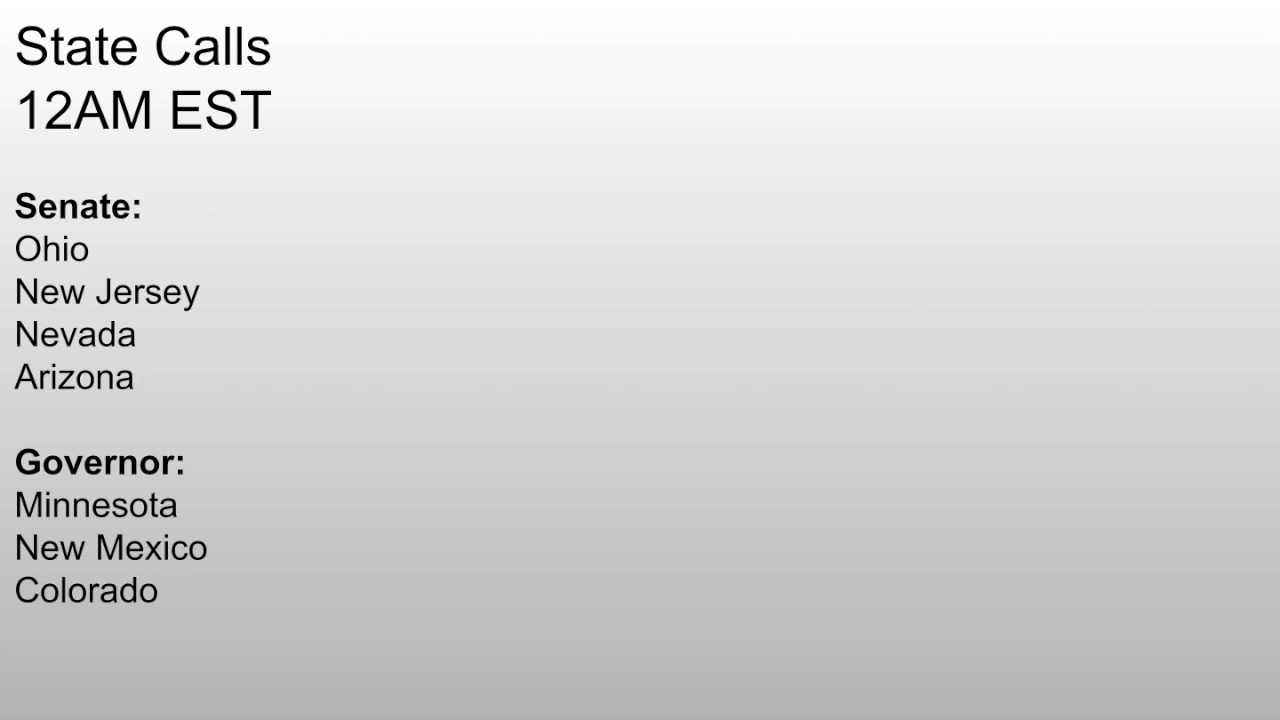 State Calls
12AM EST
Senate:
Ohio
New Jersey
Nevada
Arizona
Governor:
Minnesota
New Mexico
Colorado